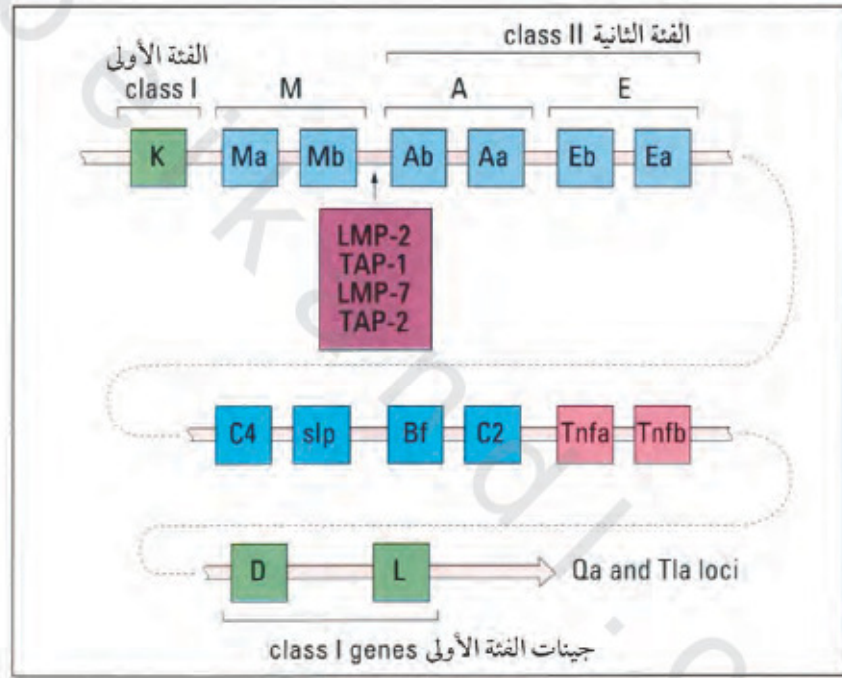 الفئة الثانية class II
الفئة الأولى
class I
M
A
E
K
Ma
Mb
Ab
Aa
Eb
Ea
LMP-2
TAP-1
LMP-7
TAP-2
C4
slp
Bf
C2
Tnfa
Tnfb
D
L
Qa and Tla loci
جينات الفئة الأولى class I genes